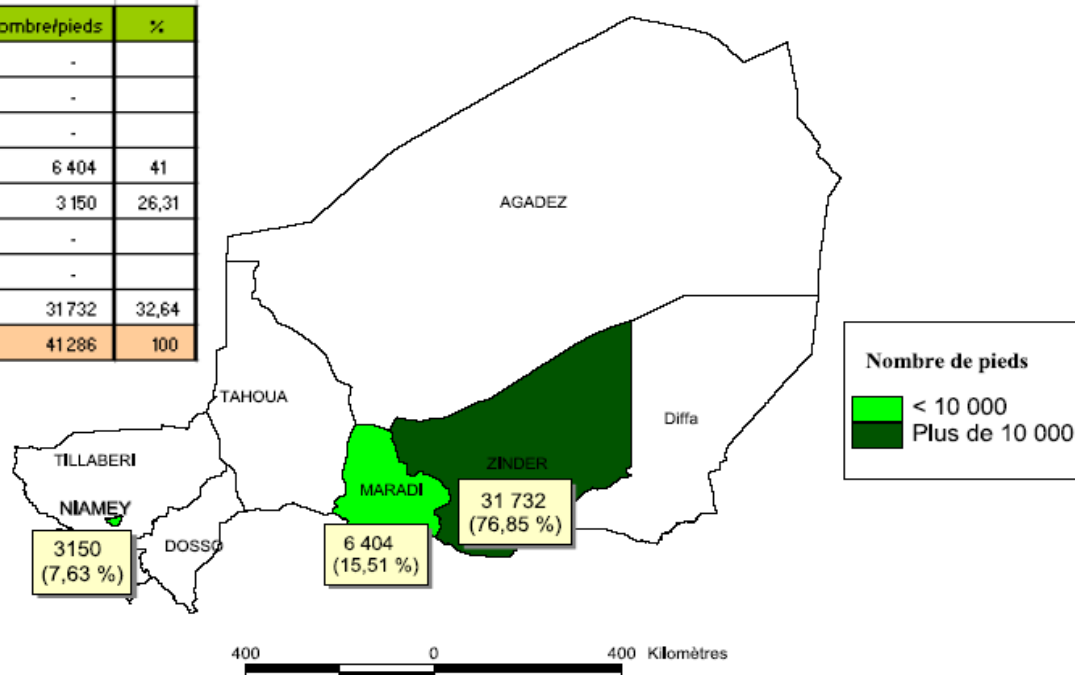 ombre/pieds %
-
-
-
6 404 41
3 150 26,31
-
-
31 732 32,64
41 286 100
AGADEZ
TAHOUA
Diffa
TILLABERI
ZINDER
MARADI
NIAMEY
DOSSO
31 732
(76,85 %)
6 404
(15,51 %)
3150
(7,63 %)
Nombre de pieds
< 10 000
Plus de 10 000
400 0 400 Kilomètres